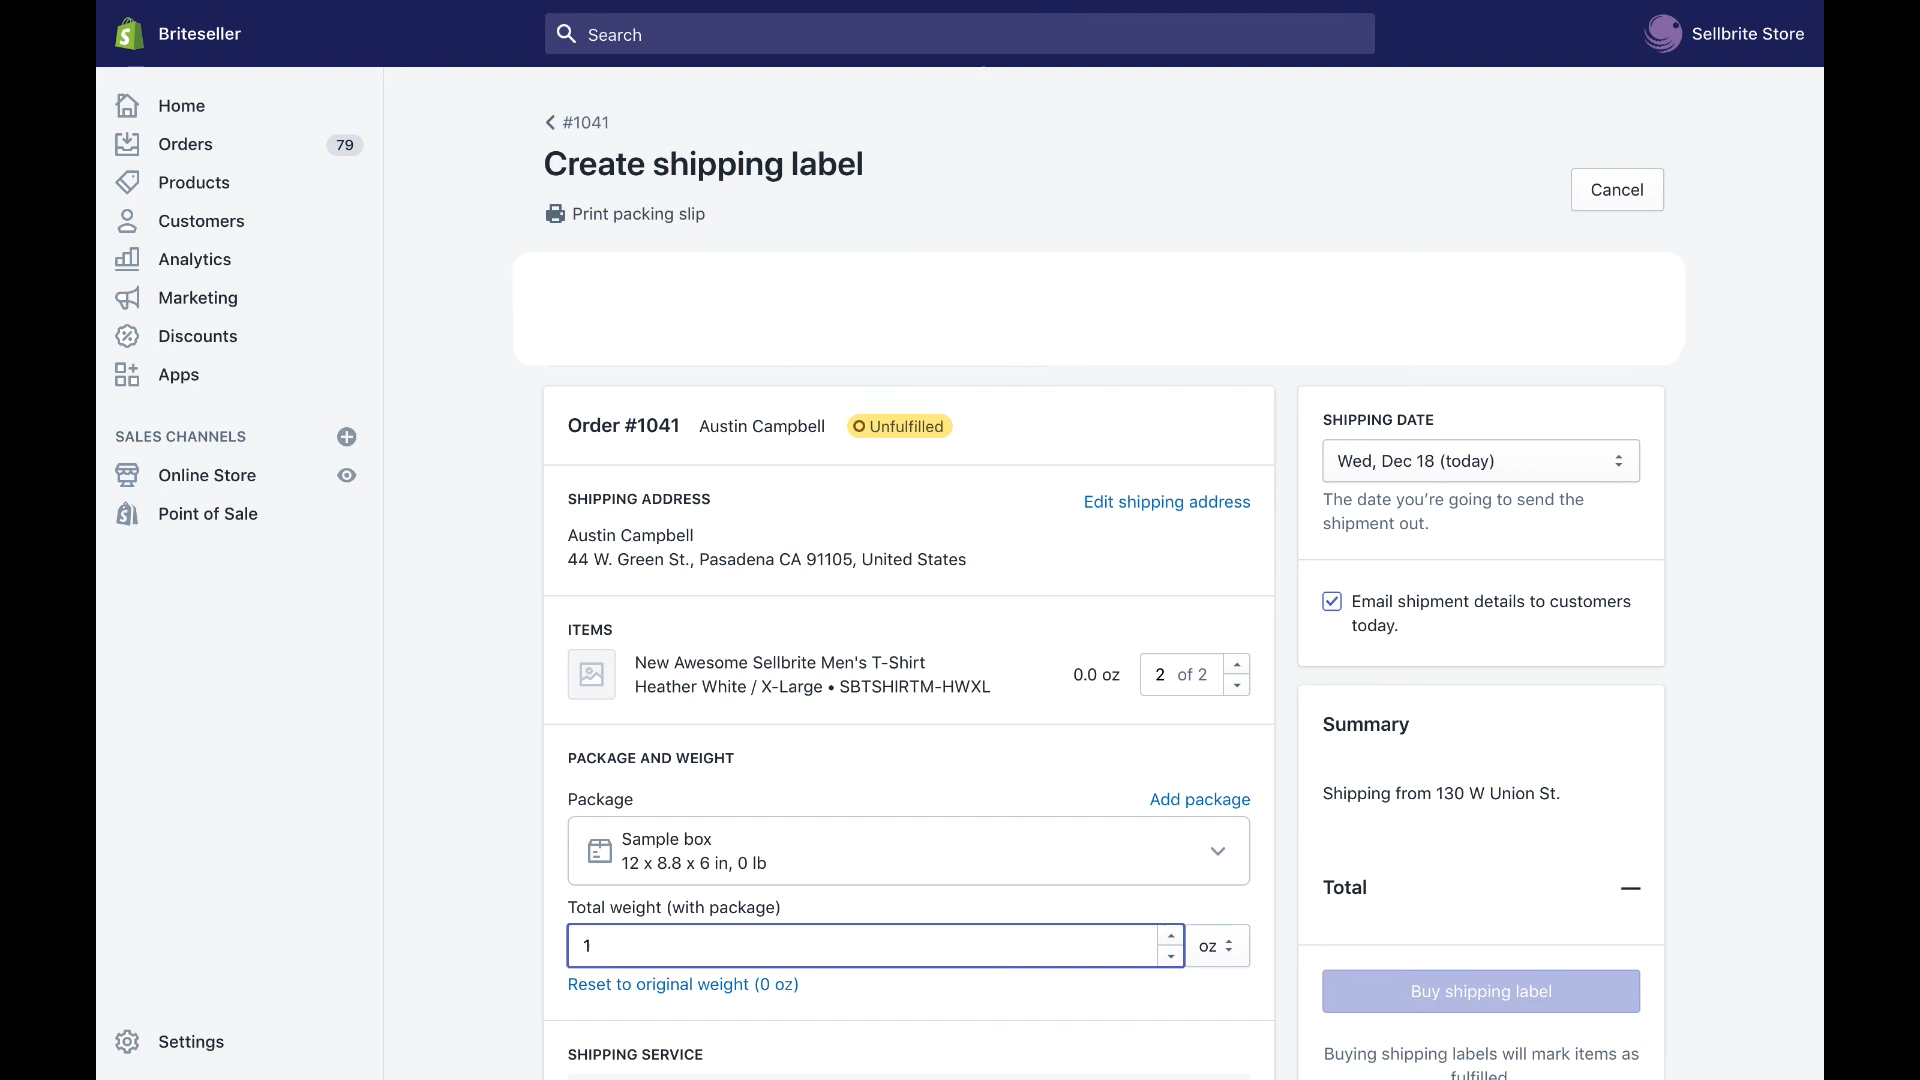 Briteseller
Search
Sellbrite Store
Home
Orders 79
Products
Customers
Analytics
Marketing
Discounts
Apps
SALES CHANNELS
Online Store
Point of Sale
Settings
#1041
Create shipping label
Print packing slip
Cancel
Order #1041 Austin Campbell Unfulfilled
SHIPPING ADDRESS
Edit shipping address
Austin Campbell
44 W. Green St., Pasadena CA 91105, United States
ITEMS
New Awesome Sellbrite Men's T-Shirt
Heather White / X-Large • SBTSHIRTM-HWXL
0.0 oz
2 of 2
PACKAGE AND WEIGHT
Package
Add package
Sample box
12 x 8.8 x 6 in, 0 lb
Total weight (with package)
1
oz
Reset to original weight (0 oz)
SHIPPING SERVICE
SHIPPING DATE
Wed, Dec 18 (today)
The date you’re going to send the
shipment out.
Email shipment details to customers
today.
Summary
Shipping from 130 W Union St.
Total —
Buy shipping label
Buying shipping labels will mark items as
fulfilled